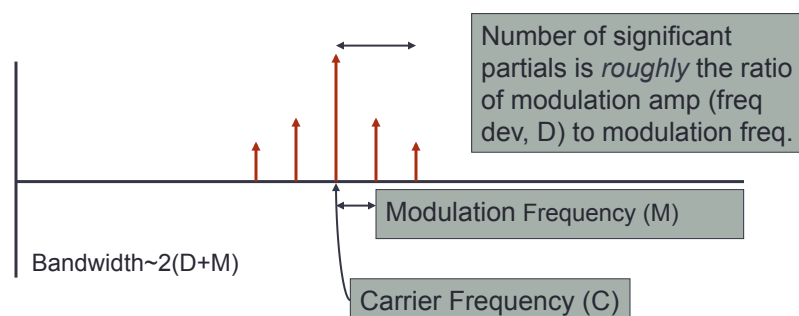 Number of significant
partials is roughly the ratio
of modulation amp (freq
dev, D) to modulation freq.
Modulation Frequency (M)
Bandwidth~2(D+M)
Carrier Frequency (C)